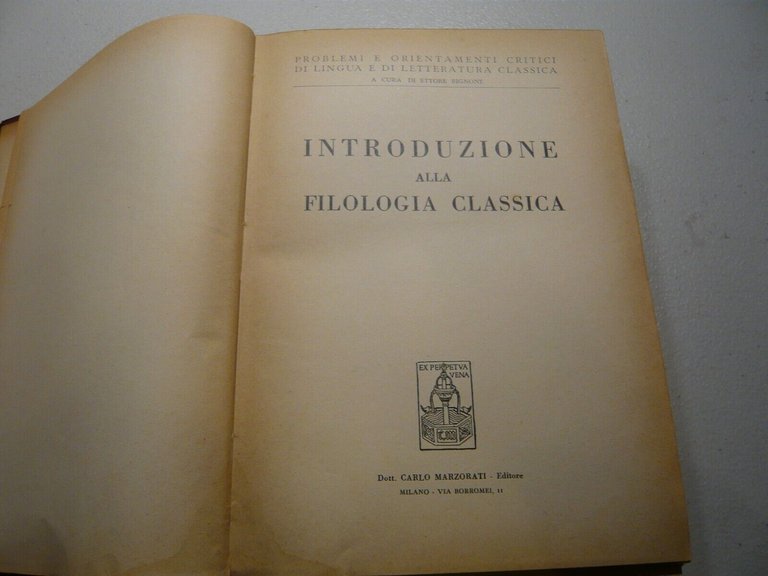 PROBLEMI E ORIENTAMENTI CRITICI
DI LINGUA E DI LETTERATURA CLASSICA
A CURA DI ETTORE BIGNONE
INTRODUZIONE
ALLA
FILOLOGIA CLASSICA
EX PERPETVA
VENA
Dott. CARLO MARZORATI - Editore
MILANO - VIA BORROMEI, 11